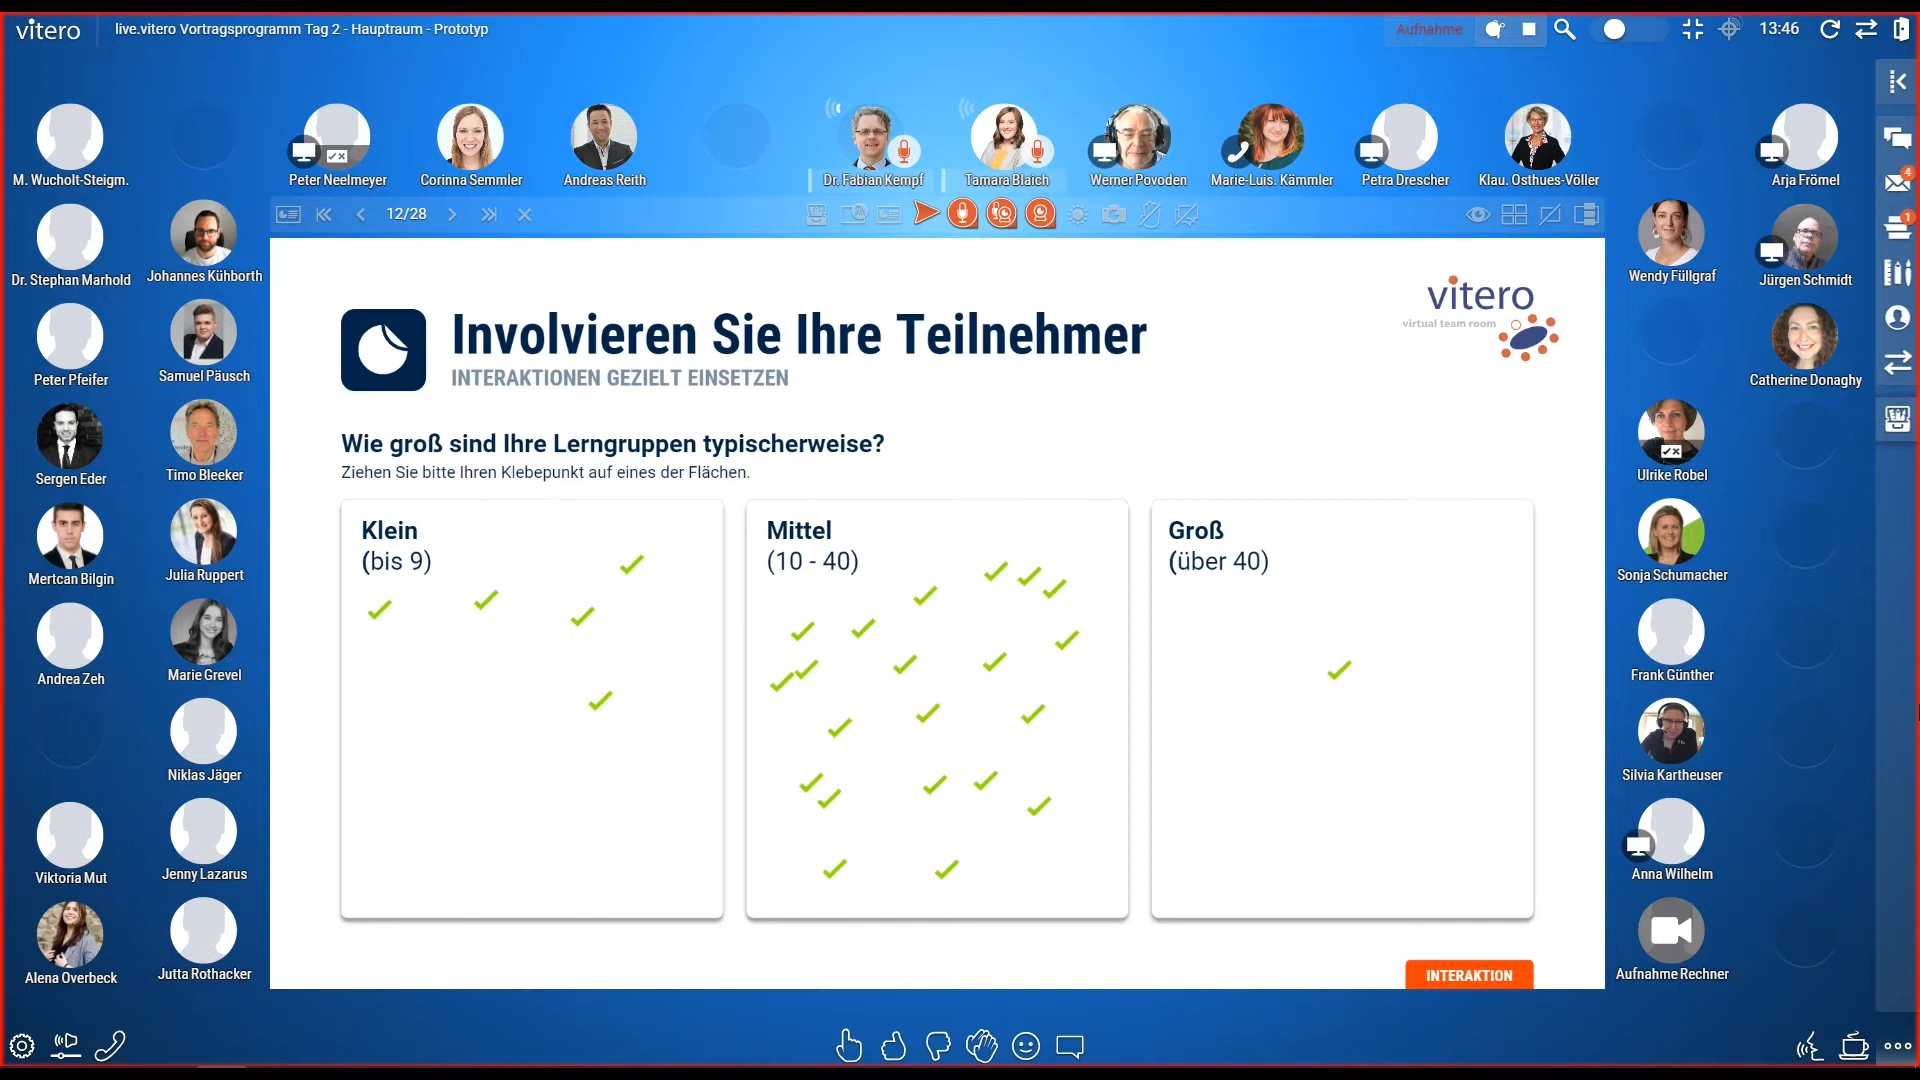 vitero
live.vitero Vortragsprogramm Tag 2 - Hauptraum - Prototyp
Aufnahme
13:46
M. Wucholt-Steigm.
Peter Neelmeyer
Corinna Semmler
Andreas Reith
Dr. Fabian Kempf
Tamara Blaich
Werner Povoden
Marie-Luis. Kämmler
Petra Drescher
Klau. Osthues-Völler
Arja Frömel
4
1
12/28
Dr. Stephan Marhold
Johannes Kühborth
Wendy Füllgraf
Jürgen Schmidt
Peter Pfeifer
Samuel Päusch
Catherine Donaghy
Sergen Eder
Timo Bleeker
Ulrike Robel
Mertcan Bilgin
Julia Ruppert
Sonja Schumacher
Andrea Zeh
Marie Grevel
Frank Günther
Niklas Jäger
Silvia Kartheuser
Viktoria Mut
Jenny Lazarus
Anna Wilhelm
Alena Overbeck
Jutta Rothacker
Aufnahme Rechner
Involvieren Sie Ihre Teilnehmer
INTERAKTIONEN GEZIELT EINSETZEN
vitero
virtual team room
Wie groß sind Ihre Lerngruppen typischerweise?
Ziehen Sie bitte Ihren Klebepunkt auf eines der Flächen.
Klein
(bis 9)
Mittel
(10 - 40)
Groß
(über 40)
INTERAKTION